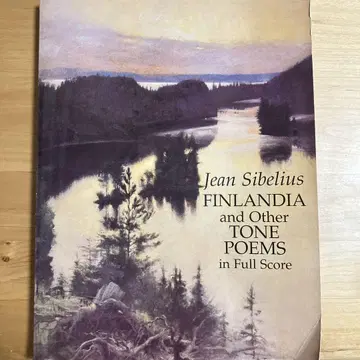 Jean Sibelius
FINLANDIA
and Other
TONE
POEMS
in Full Score